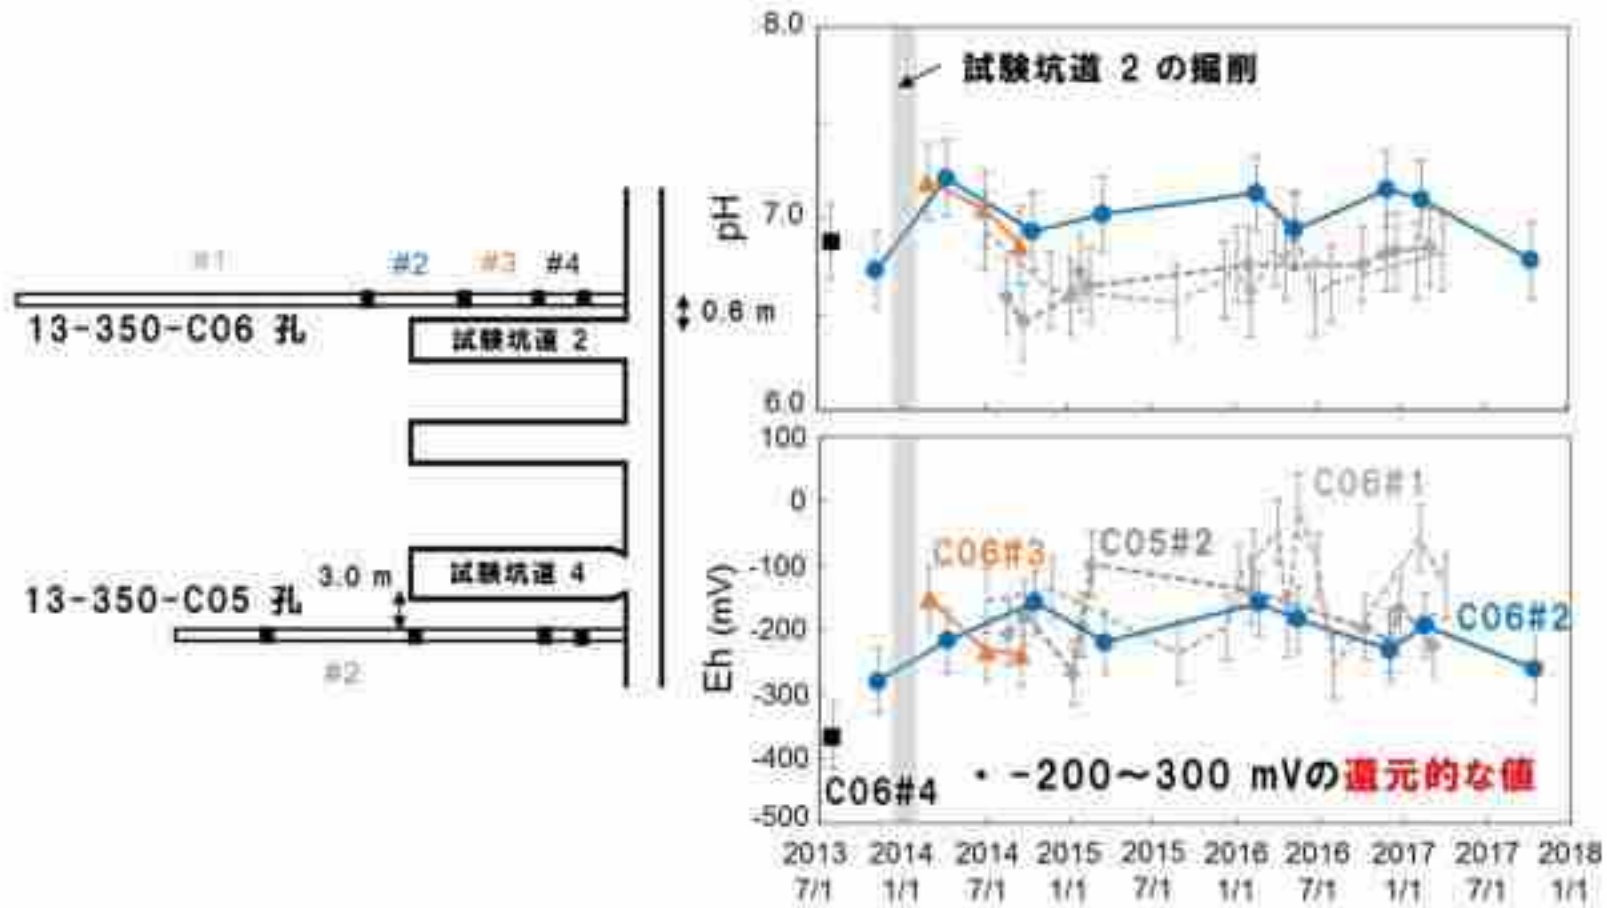 #1 #2 #3 #4
13-350-C06 孔
0.6 m
試験坑道 2
試験坑道 4
3.0 m
13-350-C05 孔
#2
試験坑道 2 の掘削
pH
8.0
7.0
6.0
Eh (mV)
100
0
-100
-200
-300
-400
-500
C06#1
C06#3
C05#2
C06#2
C06#4
・ -200～300 mVの還元的な値
2013 2014 2014 2015 2015 2016 2016 2017 2017 2018
7/1 1/1 7/1 1/1 7/1 1/1 7/1 1/1 7/1 1/1